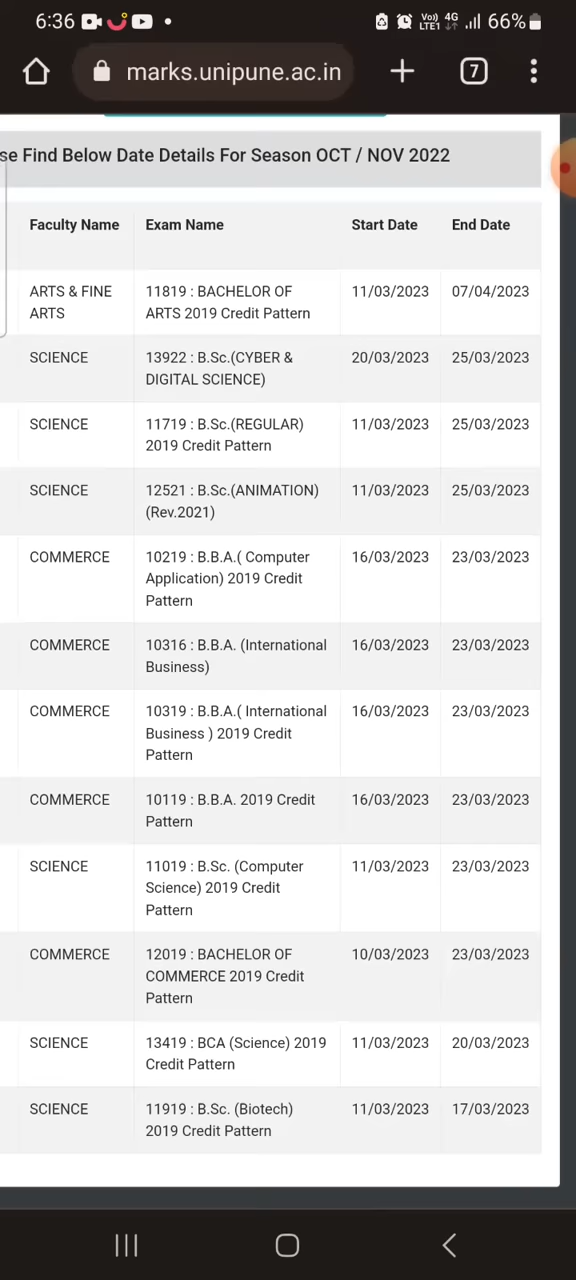 6:36
Vo)) 4G
LTE1
66%
marks.unipune.ac.in
7
se Find Below Date Details For Season OCT / NOV 2022
Faculty Name Exam Name Start Date End Date
ARTS & FINE 11819 : BACHELOR OF 11/03/2023 07/04/2023
ARTS ARTS 2019 Credit Pattern
SCIENCE 13922 : B.Sc.(CYBER & 20/03/2023 25/03/2023
DIGITAL SCIENCE)
SCIENCE 11719 : B.Sc.(REGULAR) 11/03/2023 25/03/2023
2019 Credit Pattern
SCIENCE 12521 : B.Sc.(ANIMATION) 11/03/2023 25/03/2023
(Rev.2021)
COMMERCE 10219 : B.B.A.( Computer 16/03/2023 23/03/2023
Application) 2019 Credit
Pattern
COMMERCE 10316 : B.B.A. (International 16/03/2023 23/03/2023
Business)
COMMERCE 10319 : B.B.A.( International 16/03/2023 23/03/2023
Business ) 2019 Credit
Pattern
COMMERCE 10119 : B.B.A. 2019 Credit 16/03/2023 23/03/2023
Pattern
SCIENCE 11019 : B.Sc. (Computer 11/03/2023 23/03/2023
Science) 2019 Credit
Pattern
COMMERCE 12019 : BACHELOR OF 10/03/2023 23/03/2023
COMMERCE 2019 Credit
Pattern
SCIENCE 13419 : BCA (Science) 2019 11/03/2023 20/03/2023
Credit Pattern
SCIENCE 11919 : B.Sc. (Biotech) 11/03/2023 17/03/2023
2019 Credit Pattern